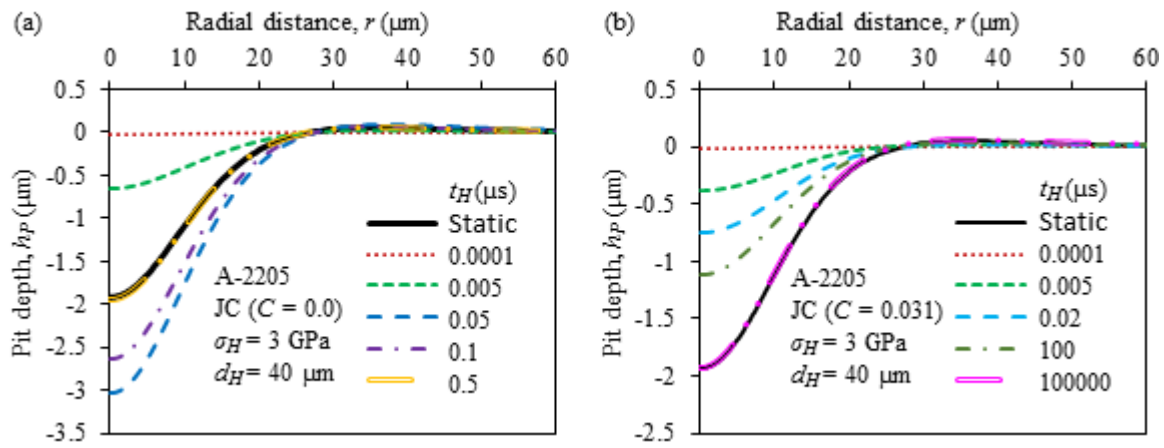 (a)
Radial distance, r (μm)
0 10 20 30 40 50 60
0.5
0
-0.5
-1
-1.5
-2
-2.5
-3
-3.5
Pit depth, hP (μm)
tH (μs)
Static
0.0001
0.005
0.05
0.1
0.5
A-2205
JC (C = 0.0)
σH = 3 GPa
dH = 40 μm
(b)
Radial distance, r (μm)
0 10 20 30 40 50 60
0.5
0
-0.5
-1
-1.5
-2
-2.5
Pit depth, hP (μm)
tH (μs)
Static
0.0001
0.005
0.02
100
100000
A-2205
JC (C = 0.031)
σH = 3 GPa
dH = 40 μm